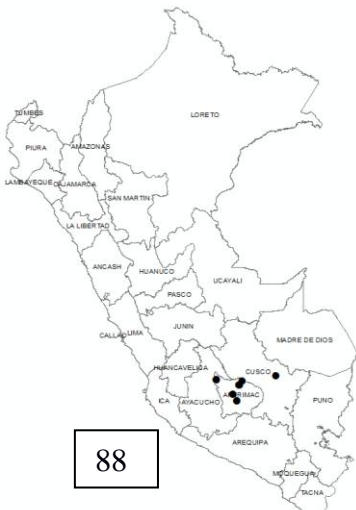 LORETO
TUMBES
PIURA
AMAZONAS
LAMBAYEQUE
CAJAMARCA
SAN MARTIN
LA LIBERTAD
ANCASH
HUANUCO
UCAYALI
PASCO
CALLAO
LIMA
JUNIN
MADRE DE DIOS
HUANCAVELICA
CUSCO
ICA
AYACUCHO
APURIMAC
PUNO
AREQUIPA
MOQUEGUA
TACNA
88